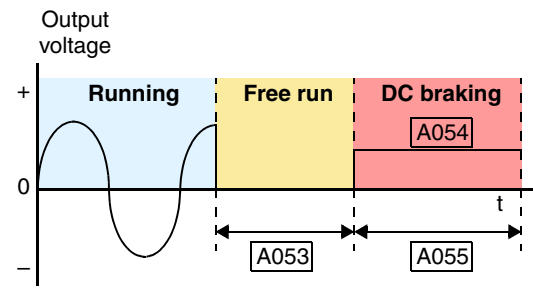 Output
voltage
+
Running
Free run
DC braking
A054
0
t
A053
A055
–